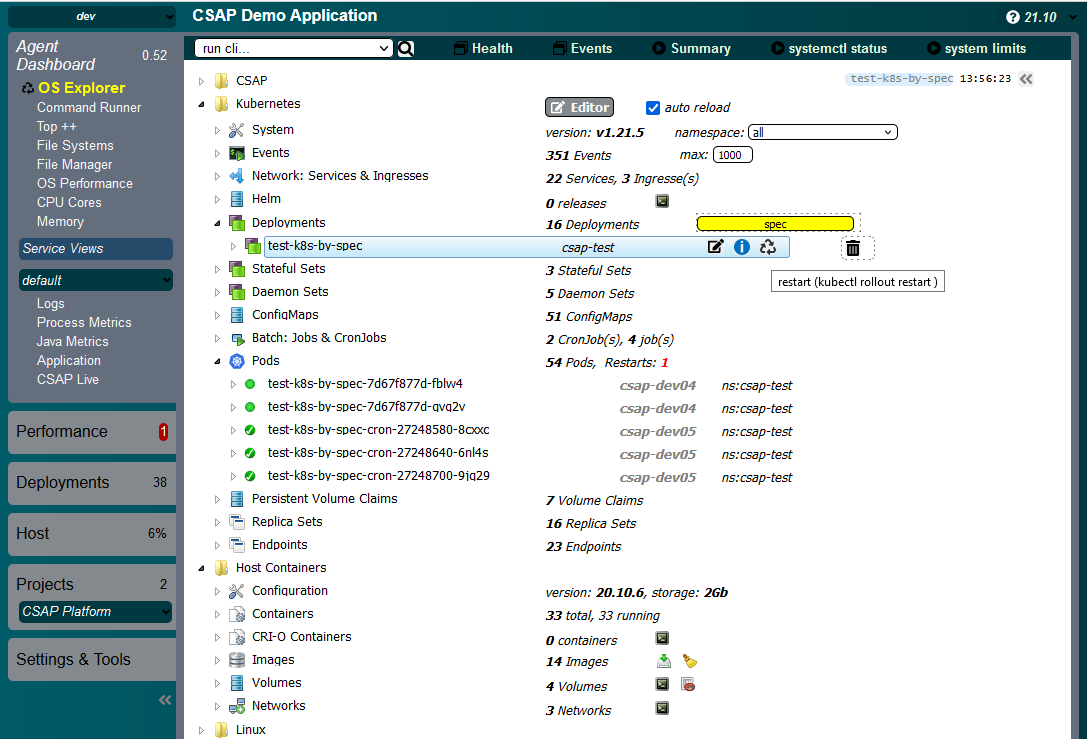 dev
CSAP Demo Application
21.10
Agent Dashboard
0.52
OS Explorer
Command Runner
Top ++
File Systems
File Manager
OS Performance
CPU Cores
Memory
Service Views
default
Logs
Process Metrics
Java Metrics
Application
CSAP Live
Performance 1
Deployments 38
Host 6%
Projects 2
CSAP Platform
Settings & Tools
run cli...
Health
Events
Summary
systemctl status
system limits
test-k8s-by-spec 13:56:23
CSAP
Kubernetes
Editor
auto reload
System
version: v1.21.5 namespace: all
Events
351 Events max: 1000
Network: Services & Ingresses
22 Services, 3 Ingresse(s)
Helm
0 releases
Deployments
16 Deployments spec
test-k8s-by-spec csap-test
restart (kubectl rollout restart )
Stateful Sets
3 Stateful Sets
Daemon Sets
5 Daemon Sets
ConfigMaps
51 ConfigMaps
Batch: Jobs & CronJobs
2 CronJob(s), 4 job(s)
Pods
54 Pods, Restarts: 1
test-k8s-by-spec-7d67f877d-fblw4 csap-dev04 ns:csap-test
test-k8s-by-spec-7d67f877d-qvq2v csap-dev04 ns:csap-test
test-k8s-by-spec-cron-27248580-8cxxc csap-dev05 ns:csap-test
test-k8s-by-spec-cron-27248640-6nl4s csap-dev05 ns:csap-test
test-k8s-by-spec-cron-27248700-9jq29 csap-dev05 ns:csap-test
Persistent Volume Claims
7 Volume Claims
Replica Sets
16 Replica Sets
Endpoints
23 Endpoints
Host Containers
Configuration
version: 20.10.6, storage: 2Gb
Containers
33 total, 33 running
CRI-O Containers
0 containers
Images
14 Images
Volumes
4 Volumes
Networks
3 Networks
Linux